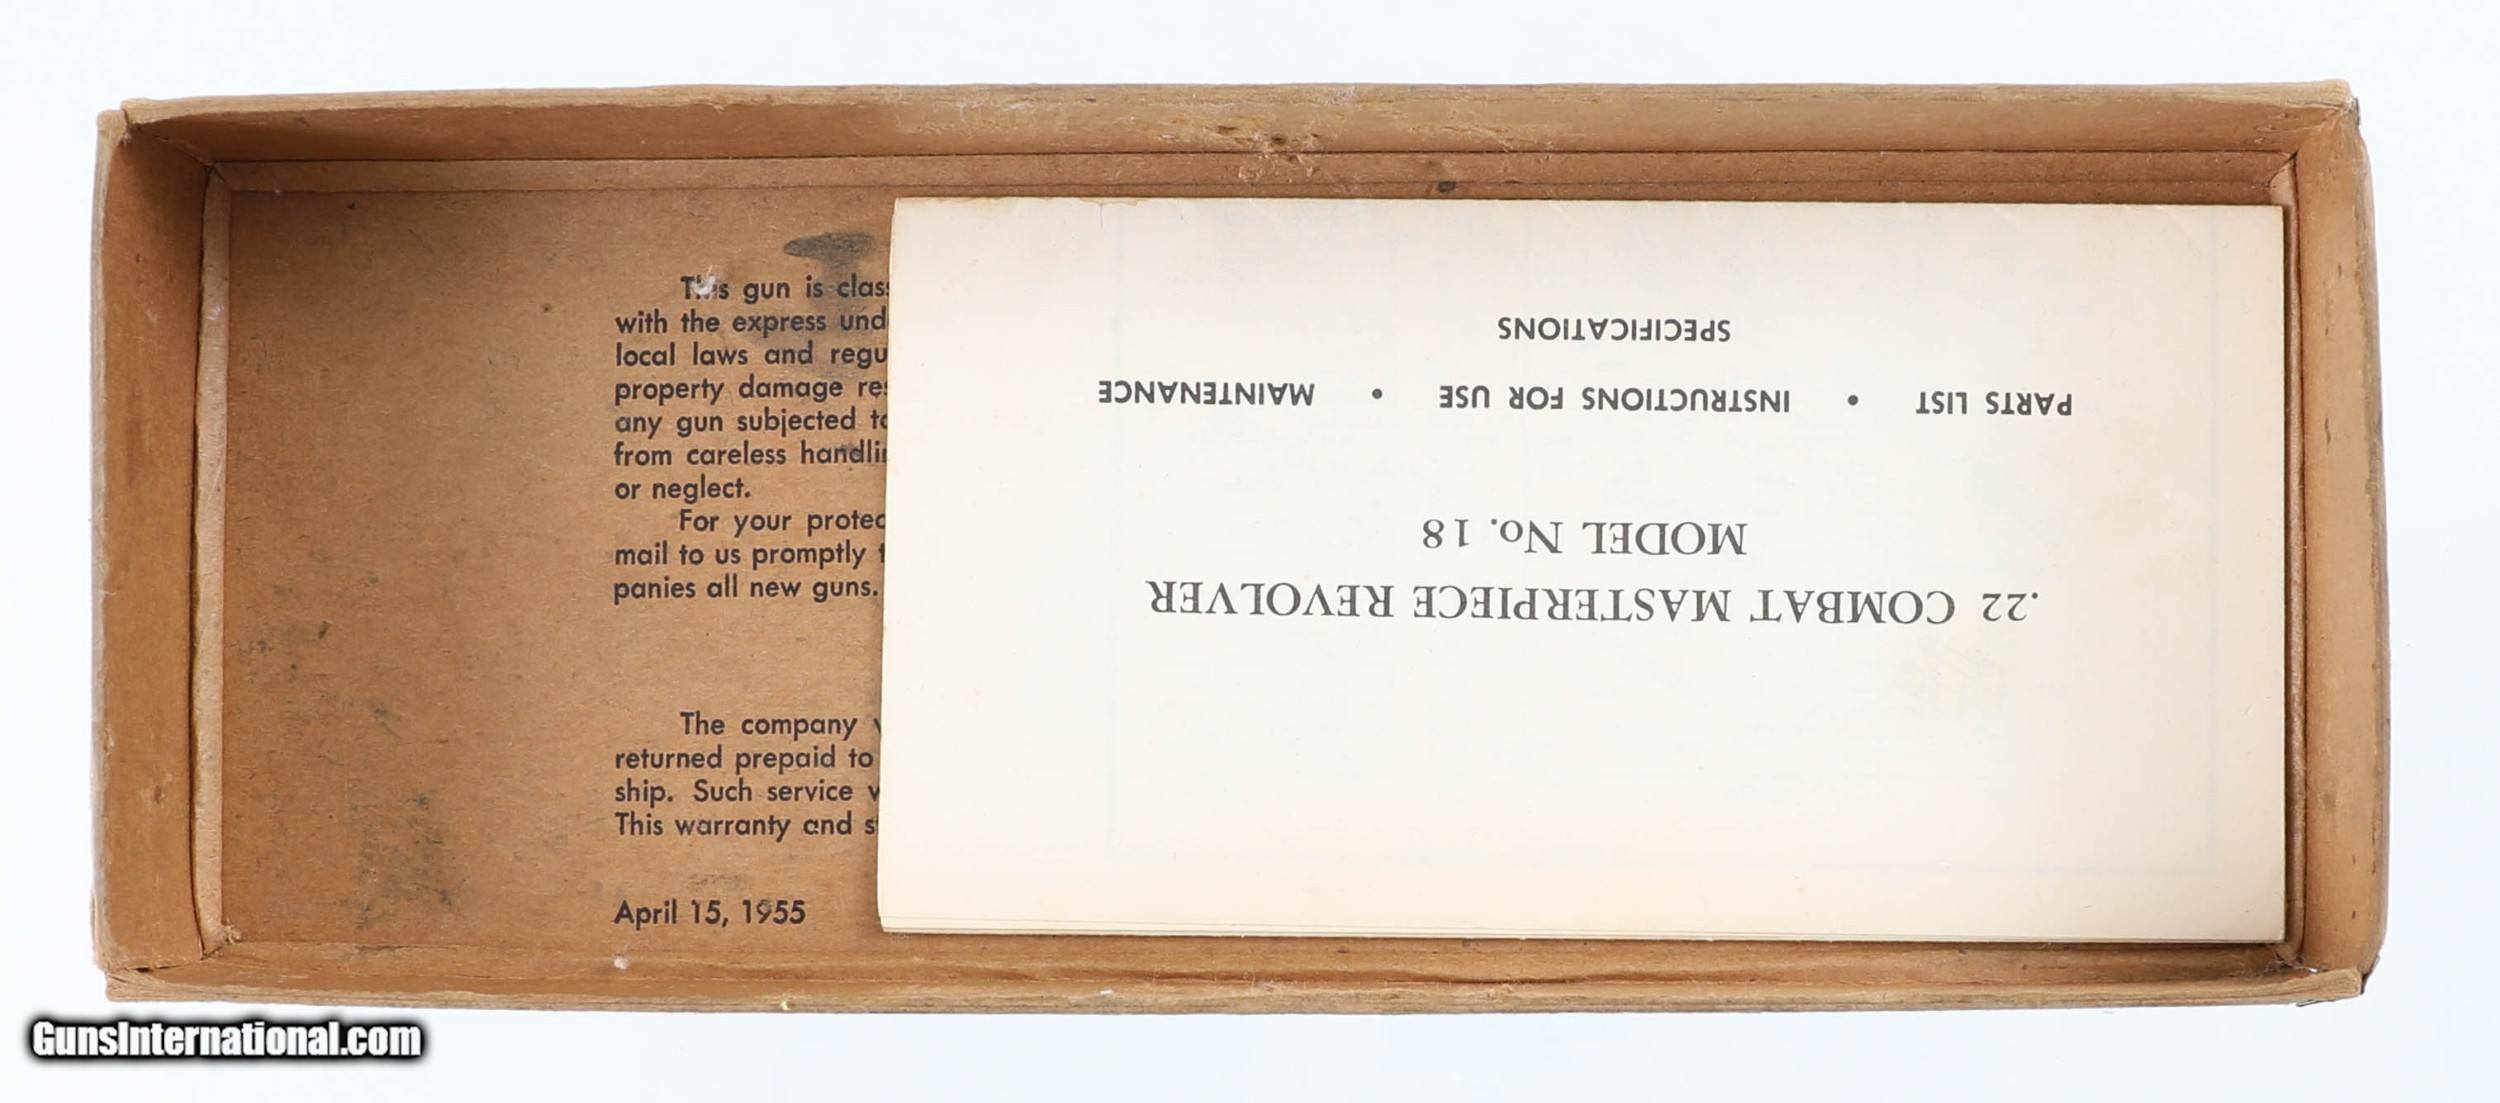 This gun is clas
with the express und
local laws and regu
property damage re
any gun subjected to
from careless handli
or neglect.
For your protec
mail to us promptly
panies all new guns.
The company
returned prepaid to
ship. Such service
This warranty and s
April 15, 1955
.22 COMBAT MASTERPIECE REVOLVER
MODEL No. 18
PARTS LIST • INSTRUCTIONS FOR USE • MAINTENANCE
SPECIFICATIONS
GunsInternational.com